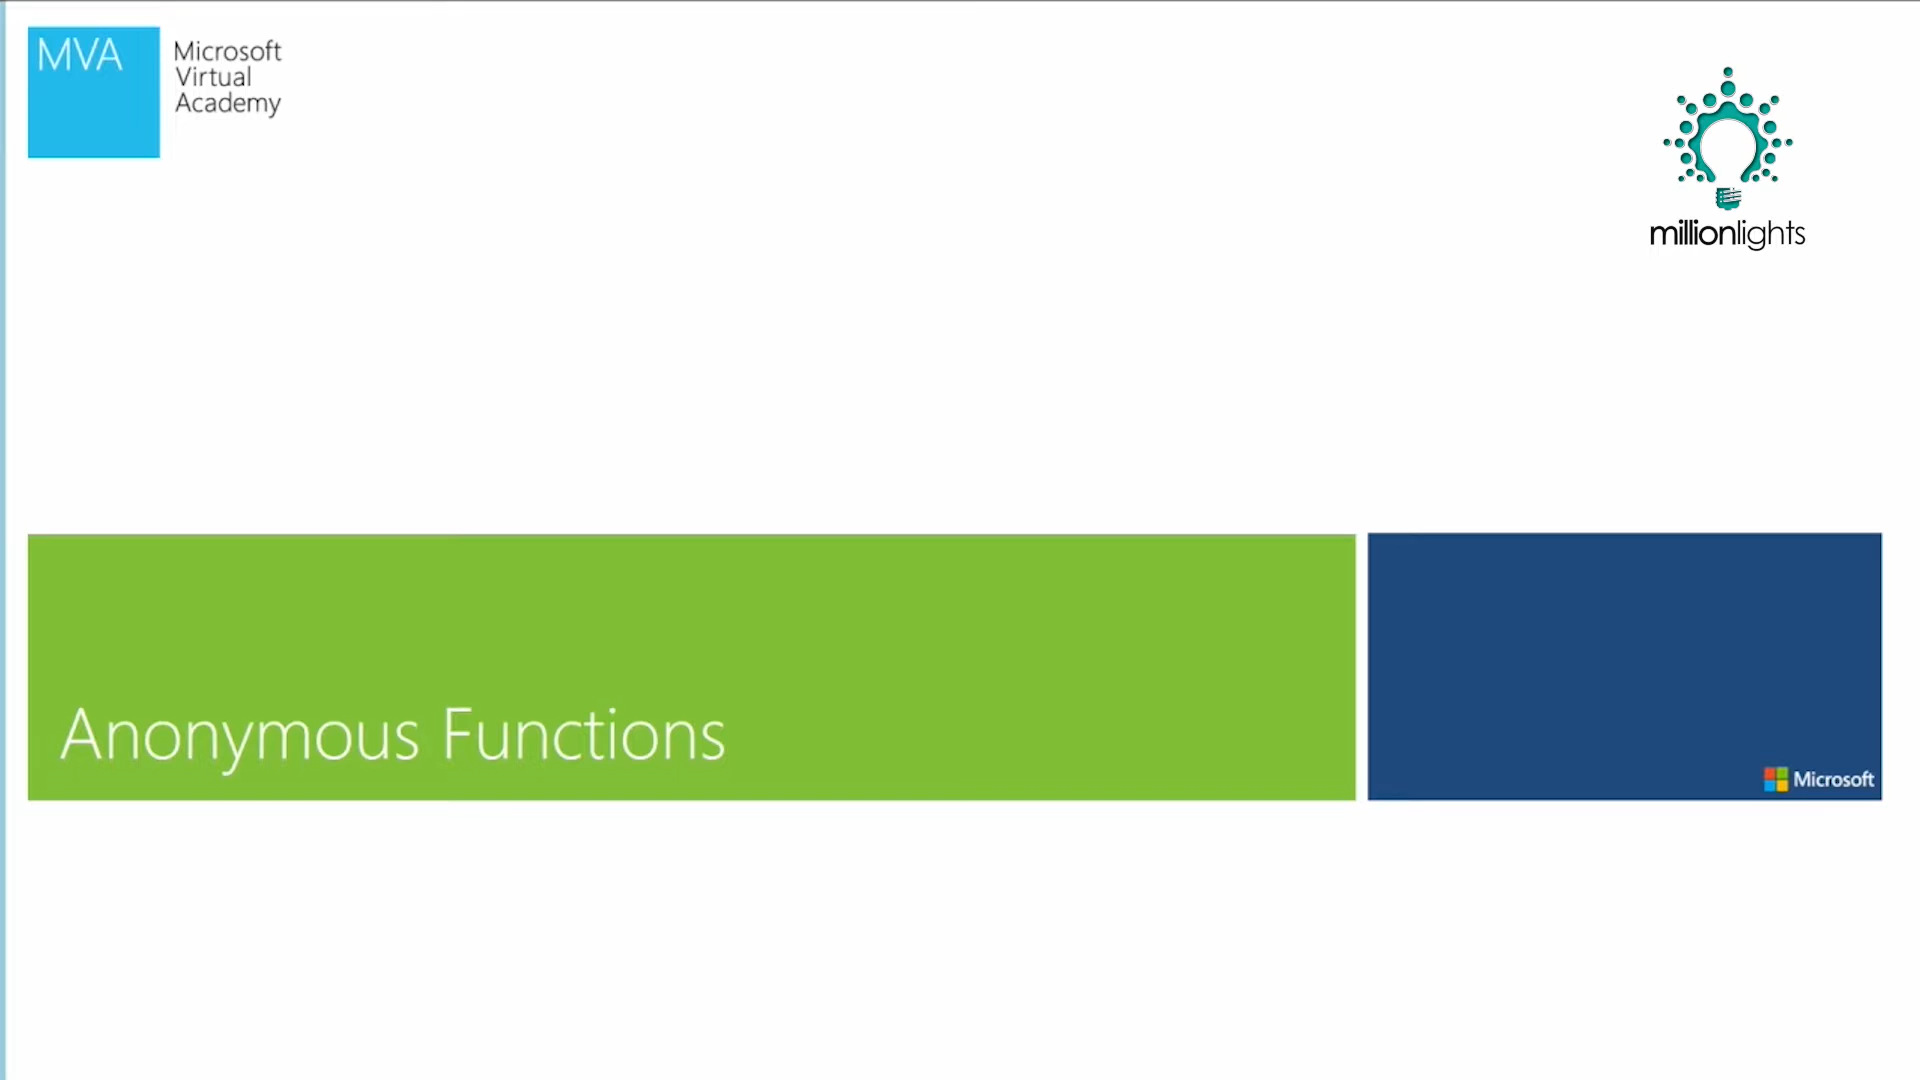 MVA
Microsoft
Virtual
Academy
millionlights
Anonymous Functions
Microsoft